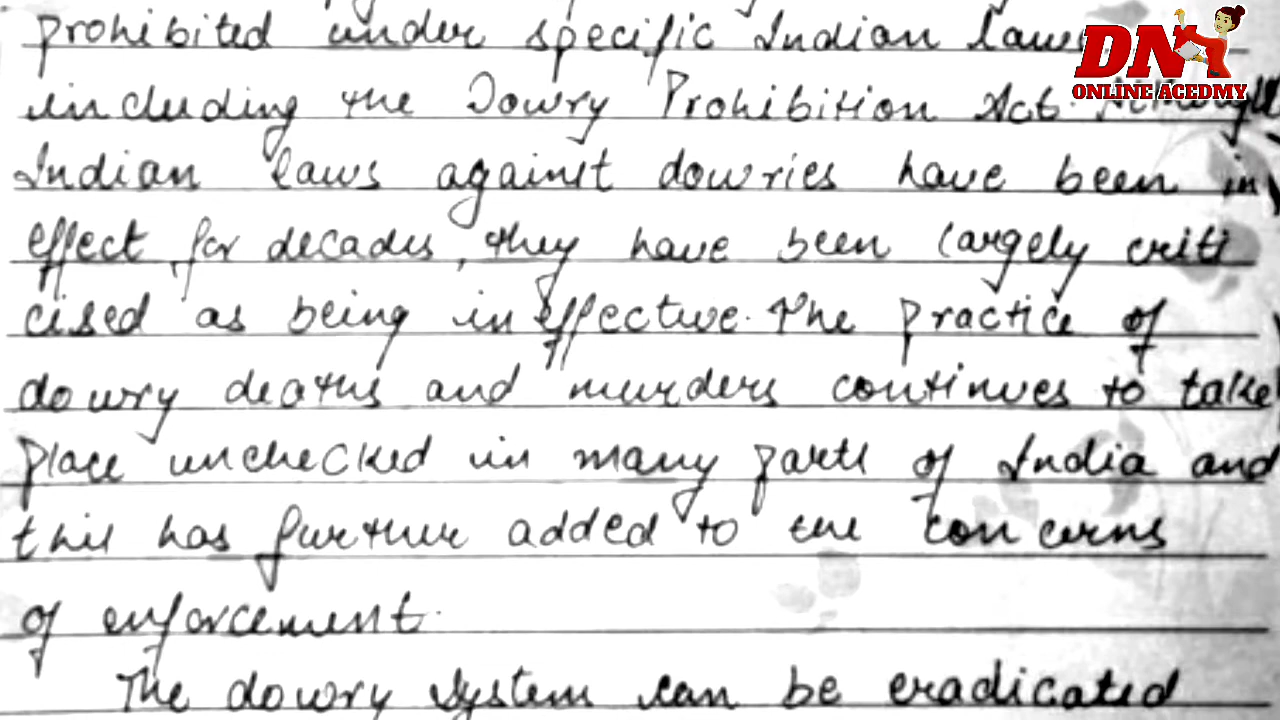 prohibited under specific Indian laws
including the Dowry Prohibition Act. Although
Indian laws against dowries have been in
effect for decades, they have been largely criti
cised as being in effective. The practice of
dowry deaths and murders continues to take
place unchecked in many parts of India and
this has further added to the concerns
of enforcement.
The dowry system can be eradicated
DNY
ONLINE ACEDMY